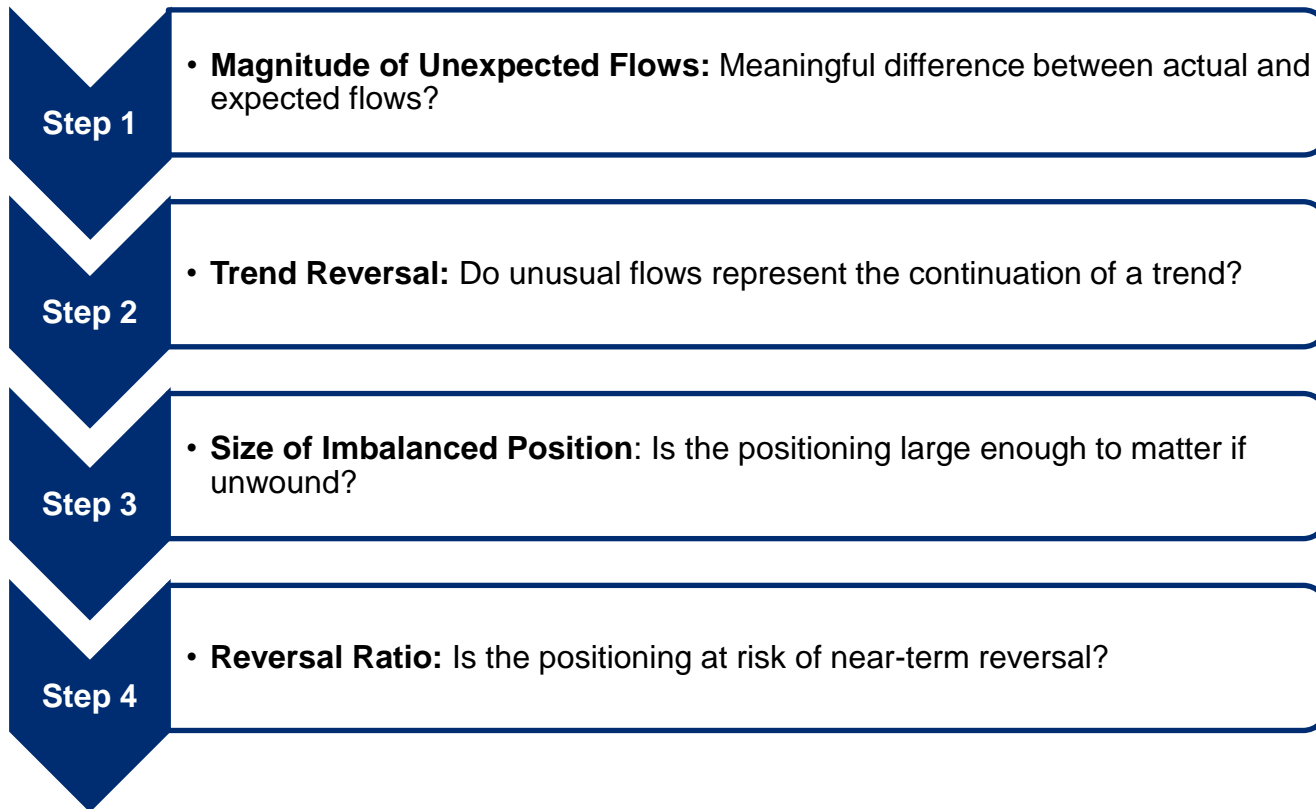 Step 1
• Magnitude of Unexpected Flows: Meaningful difference between actual and
expected flows?
Step 2
• Trend Reversal: Do unusual flows represent the continuation of a trend?
Step 3
• Size of Imbalanced Position: Is the positioning large enough to matter if
unwound?
Step 4
• Reversal Ratio: Is the positioning at risk of near-term reversal?